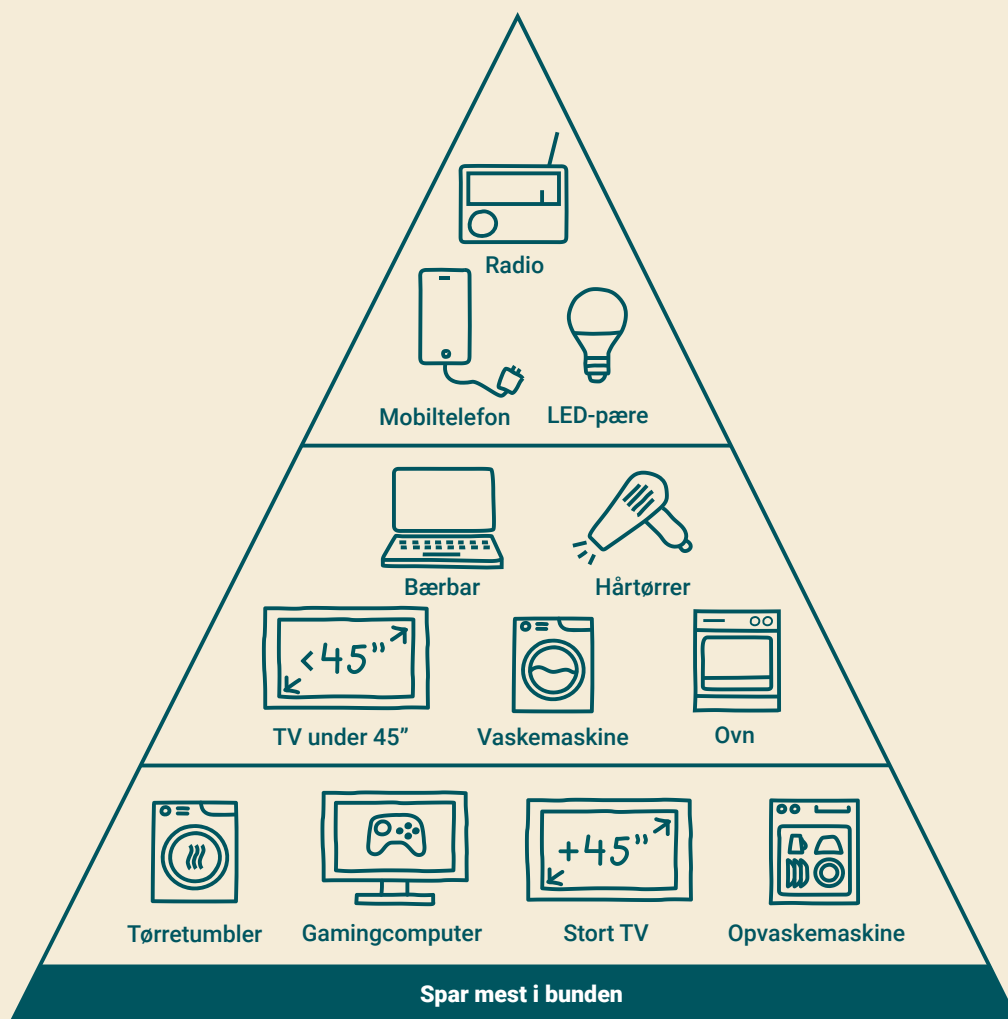 Radio
Mobiltelefon
LED-pære
Bærbar
Hårtørrer
<45”
TV under 45”
Vaskemaskine
Ovn
+45”
Tørretumbler
Gamingcomputer
Stort TV
Opvaskemaskine
Spar mest i bunden